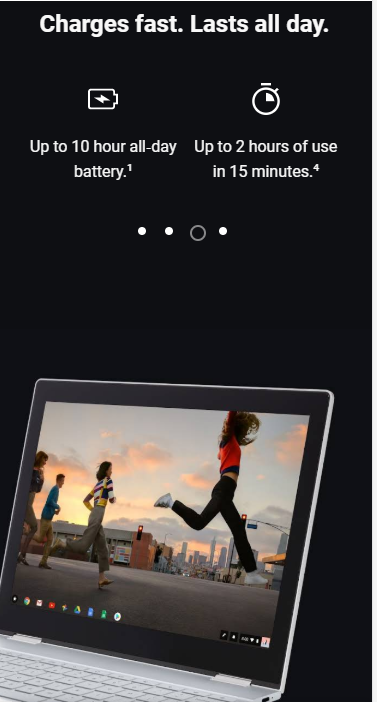 Charges fast. Lasts all day.
Up to 10 hour all-day
battery.¹
Up to 2 hours of use
in 15 minutes.⁴